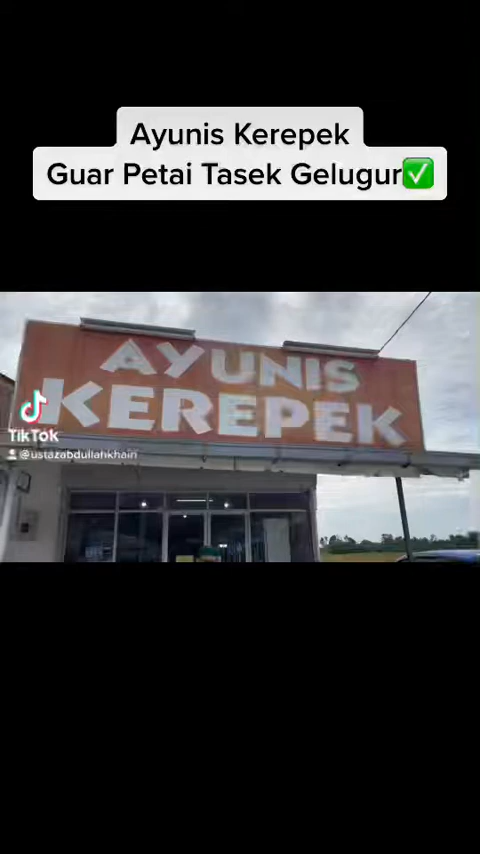 Ayunis Kerepek
Guar Petai Tasek Gelugur✅
AYUNIS
KEREPEK
TikTok
@ustazabdullahkhairi